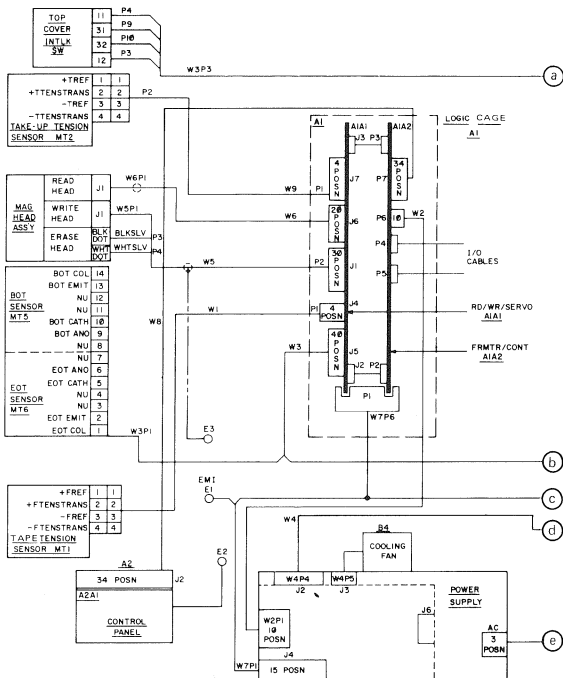 TOP COVER INTLK SW
11 P4
31 P9
32 P10
12 P3
W3P3
a
+TREF 1 1
+TTENSTRANS 2 2
-TREF 3 3
-TTENSTRANS 4 4
TAKE-UP TENSION
SENSOR MT2
P2
A1
A1A1
A1A2
LOGIC CAGE
A1
J3 P3
4 POSN
J7
P7
34 POSN
W9
P1
MAG HEAD ASS'Y
READ HEAD
J1
W6P1
WRITE HEAD
J1
W5P1
ERASE HEAD
BLK DOT
BLKSLV
P3
WHT DOT
WHTSLV
P4
W6
20 POSN
J6
P6
10
W2
P4
I/O CABLES
P5
W5
P2
30 POSN
J1
BOT COL 14
BOT EMIT 13
NU 12
NU 11
BOT CATH 10
BOT ANO 9
NU 8
BOT SENSOR MT5
NU 7
EOT ANO 6
EOT CATH 5
NU 4
NU 3
EOT EMIT 2
EOT COL 1
EOT SENSOR MT6
W3P1
W8
W1
P1
4 POSN
J4
RD/WR/SERVO
A1A1
W3
40 POSN
J5
FRMTR/CONT
A1A2
J2 P2
P1
W7P6
E3
b
EMI
E1
c
W4
d
+FREF 1 1
+FTENSTRANS 2 2
-FREF 3 3
-FTENSTRANS 4 4
TAPE TENSION
SENSOR MT1
E2
B4
COOLING
FAN
A2
34 POSN
J2
A2A1
CONTROL
PANEL
W4P4
J2
W4P5
J3
POWER
SUPPLY
J6
AC
3
POSN
e
W2P1
10
POSN
J4
W7P1
15 POSN